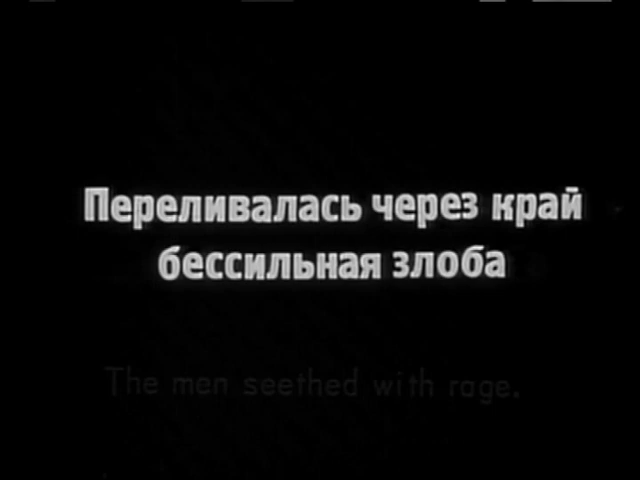 Переливалась через край
бессильная злоба
The men seethed with rage.